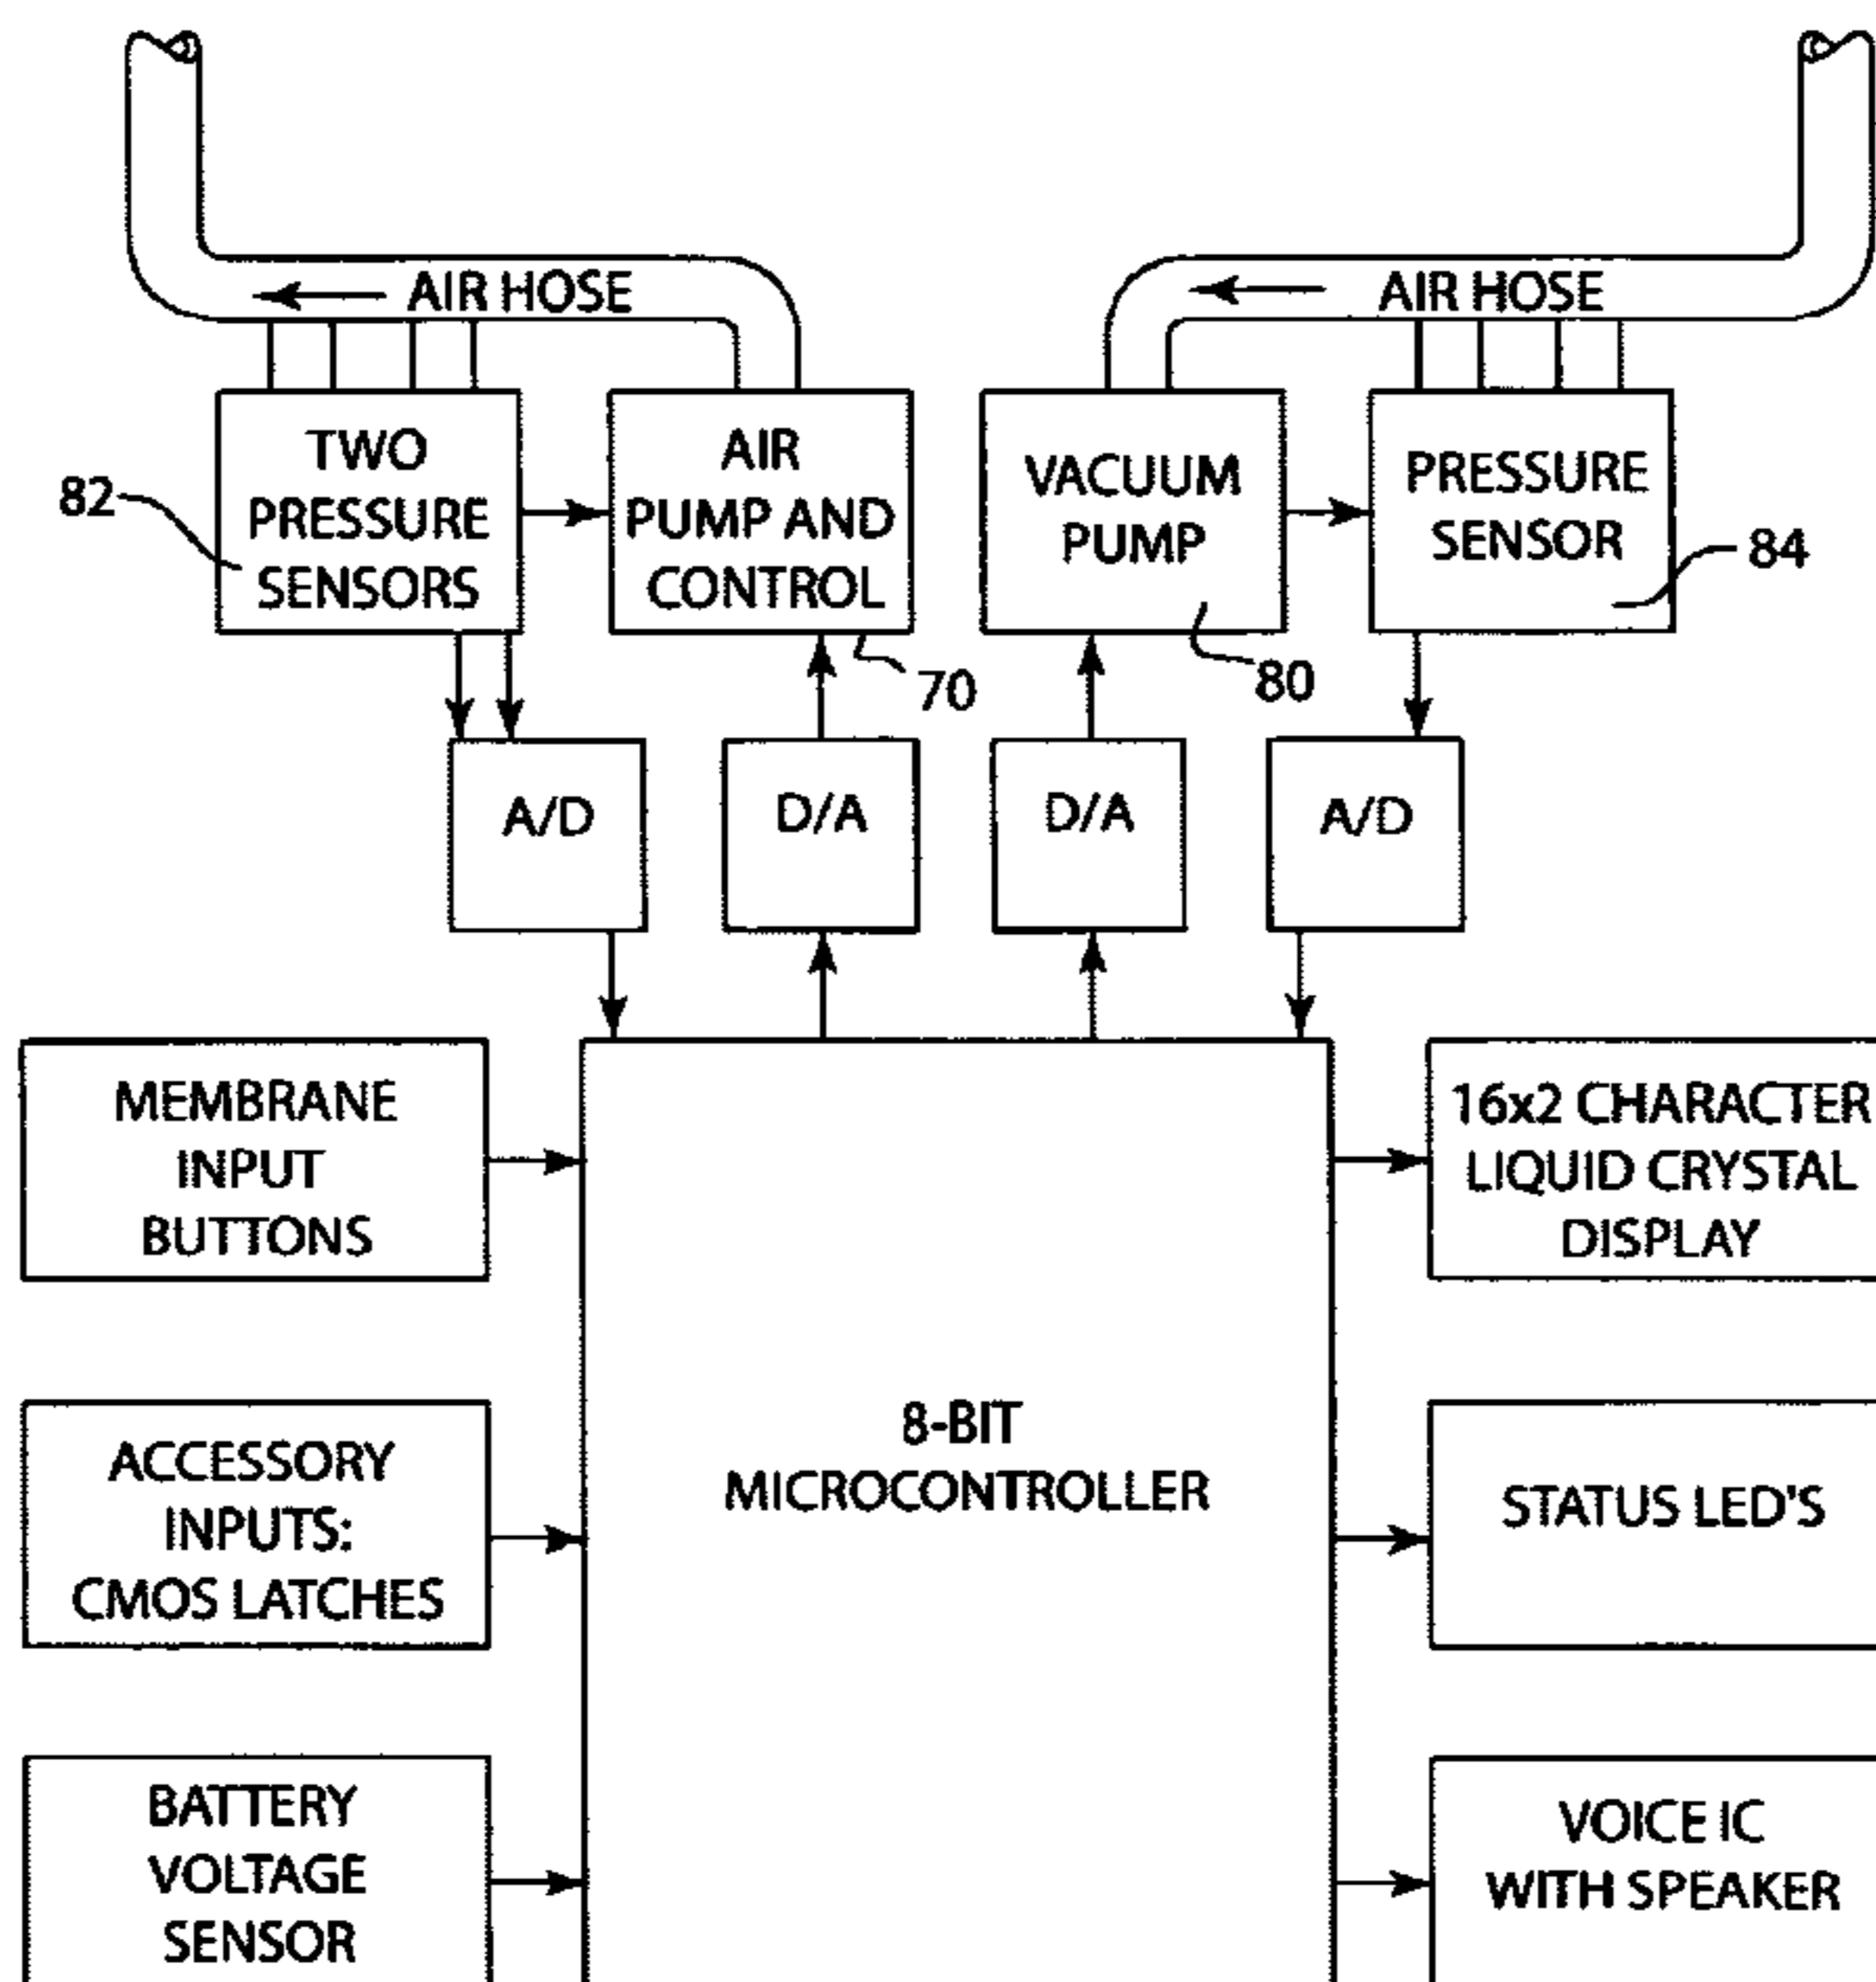 AIR HOSE
AIR HOSE
TWO
PRESSURE
SENSORS
82
AIR
PUMP AND
CONTROL
70
VACUUM
PUMP
80
PRESSURE
SENSOR
84
A/D
D/A
D/A
A/D
MEMBRANE
INPUT
BUTTONS
16x2 CHARACTER
LIQUID CRYSTAL
DISPLAY
ACCESSORY
INPUTS:
CMOS LATCHES
8-BIT
MICROCONTROLLER
STATUS LED'S
BATTERY
VOLTAGE
SENSOR
VOICE IC
WITH SPEAKER